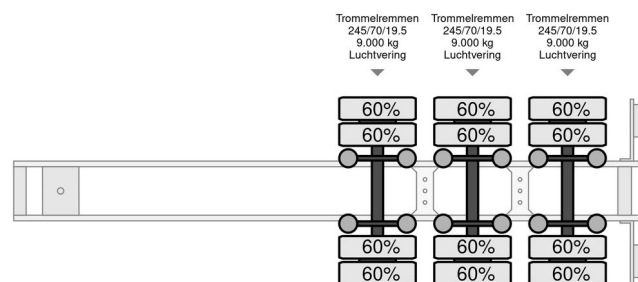 Trommelremmen Trommelremmen Trommelremmen
245/70/19.5 245/70/19.5 245/70/19.5
9.000 kg 9.000 kg 9.000 kg
Luchtvering Luchtvering Luchtvering
60% 60% 60%
60% 60% 60%
60% 60% 60%
60% 60% 60%